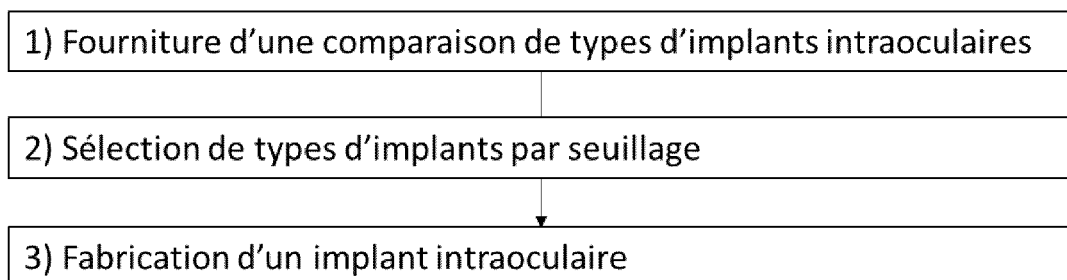 1) Fourniture d’une comparaison de types d’implants intraoculaires
2) Sélection de types d’implants par seuillage
3) Fabrication d’un implant intraoculaire